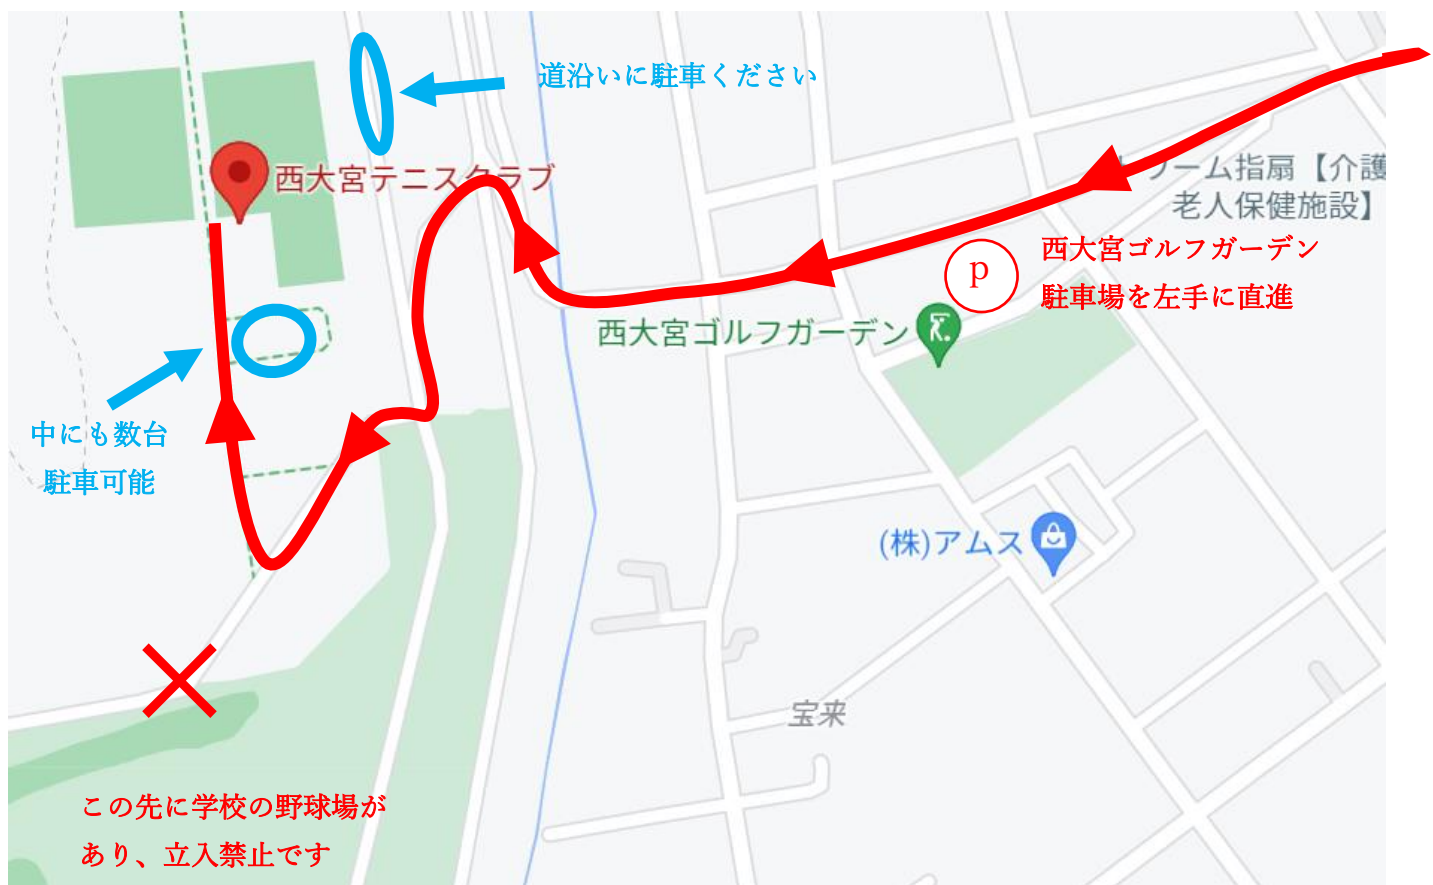 道沿いに駐車ください
西大宮テニスクラブ
ーム指扇【介護
老人保健施設】
p
西大宮ゴルフガーデン
駐車場を左手に直進
西大宮ゴルフガーデン
中にも数台
駐車可能
(株)アムス
宝来
この先に学校の野球場が
あり、立入禁止です